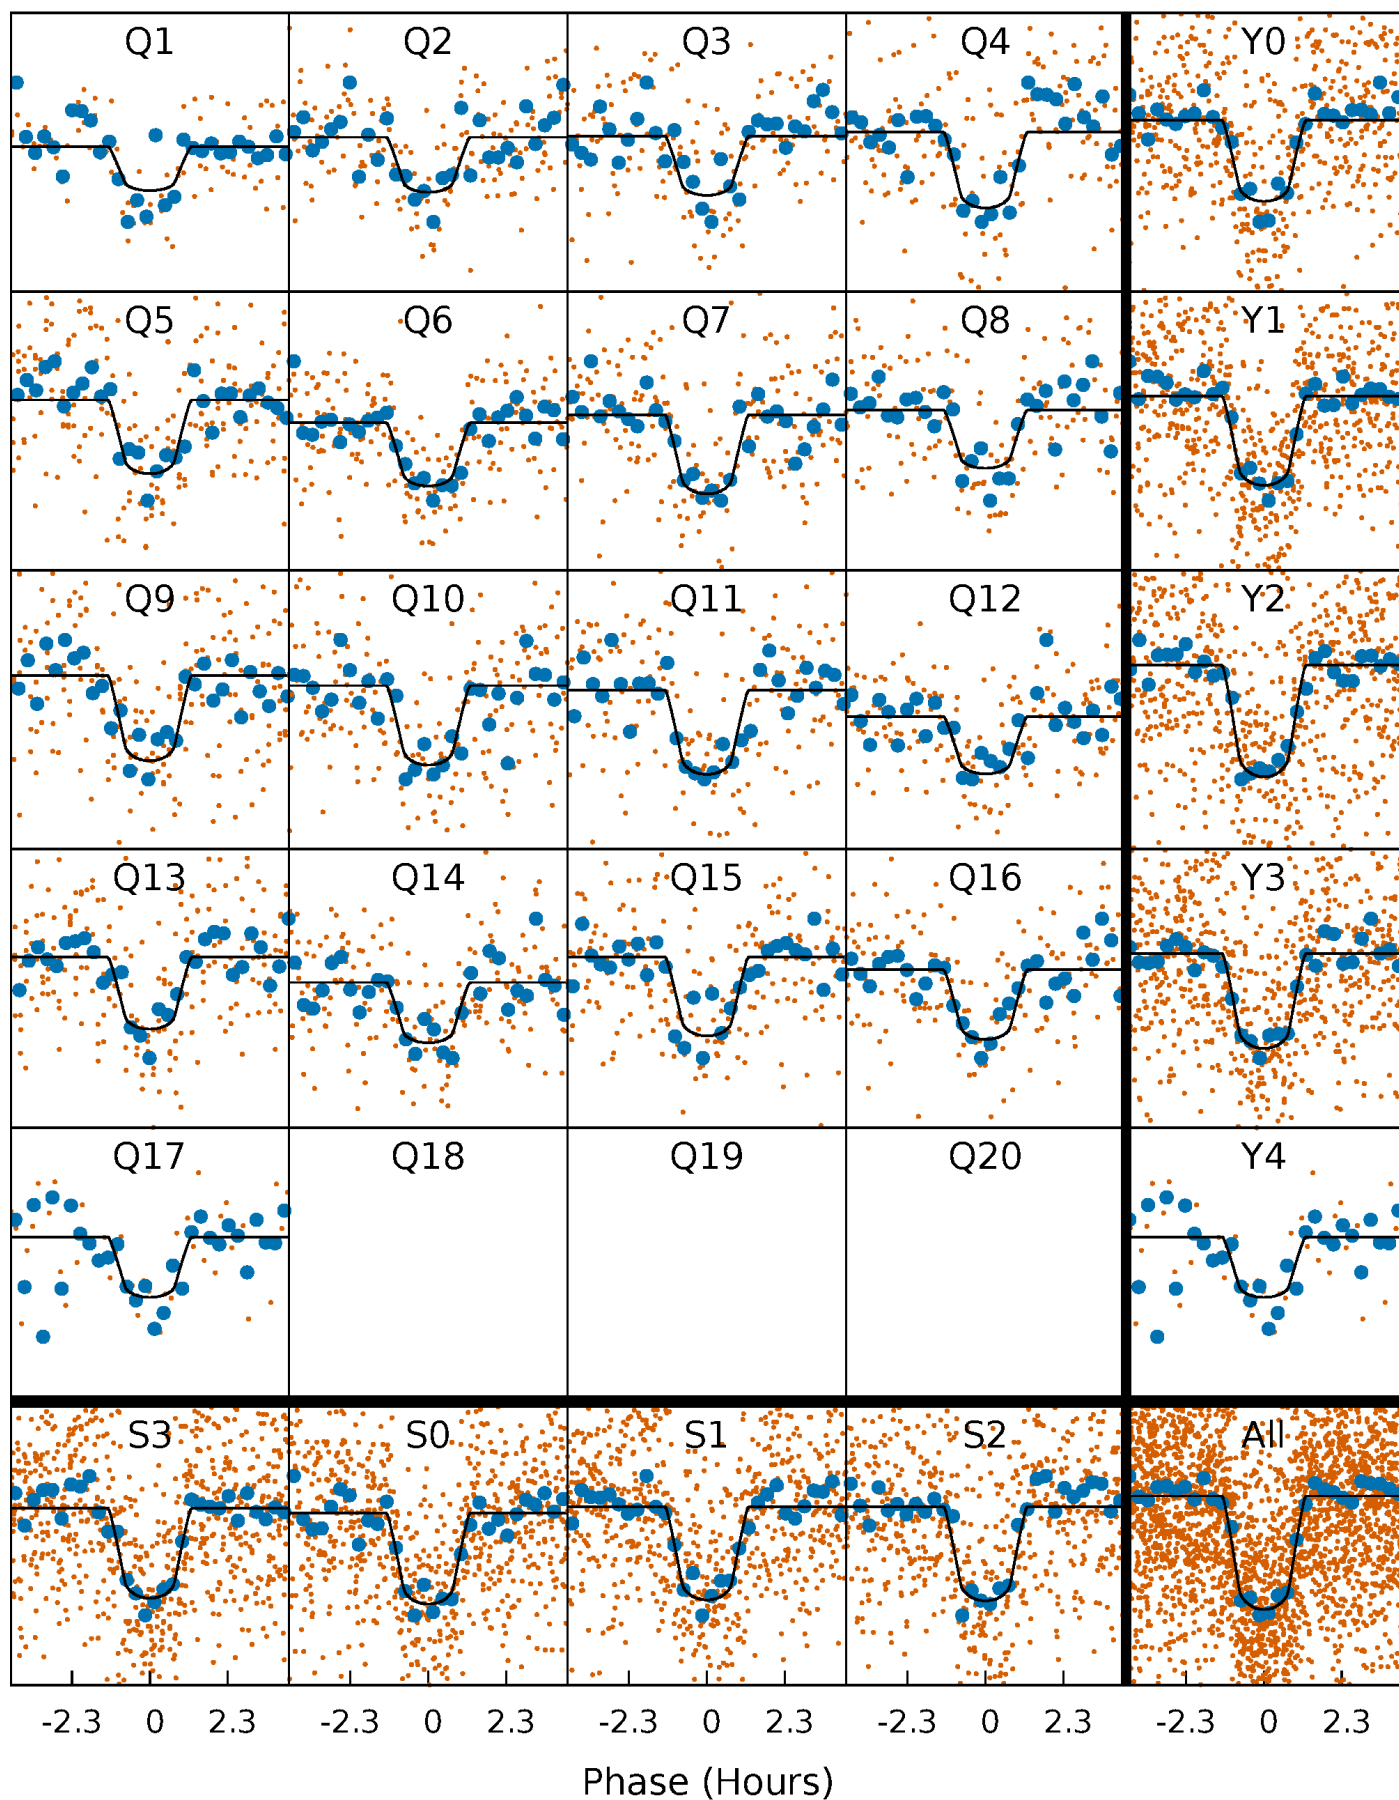 Q1 Q2 Q3 Q4 Y0
Q5 Q6 Q7 Q8 Y1
Q9 Q10 Q11 Q12 Y2
Q13 Q14 Q15 Q16 Y3
Q17 Q18 Q19 Q20 Y4
S3 S0 S1 S2 All
-2.3 0 2.3 -2.3 0 2.3 -2.3 0 2.3 -2.3 0 2.3 -2.3 0 2.3
Phase (Hours)